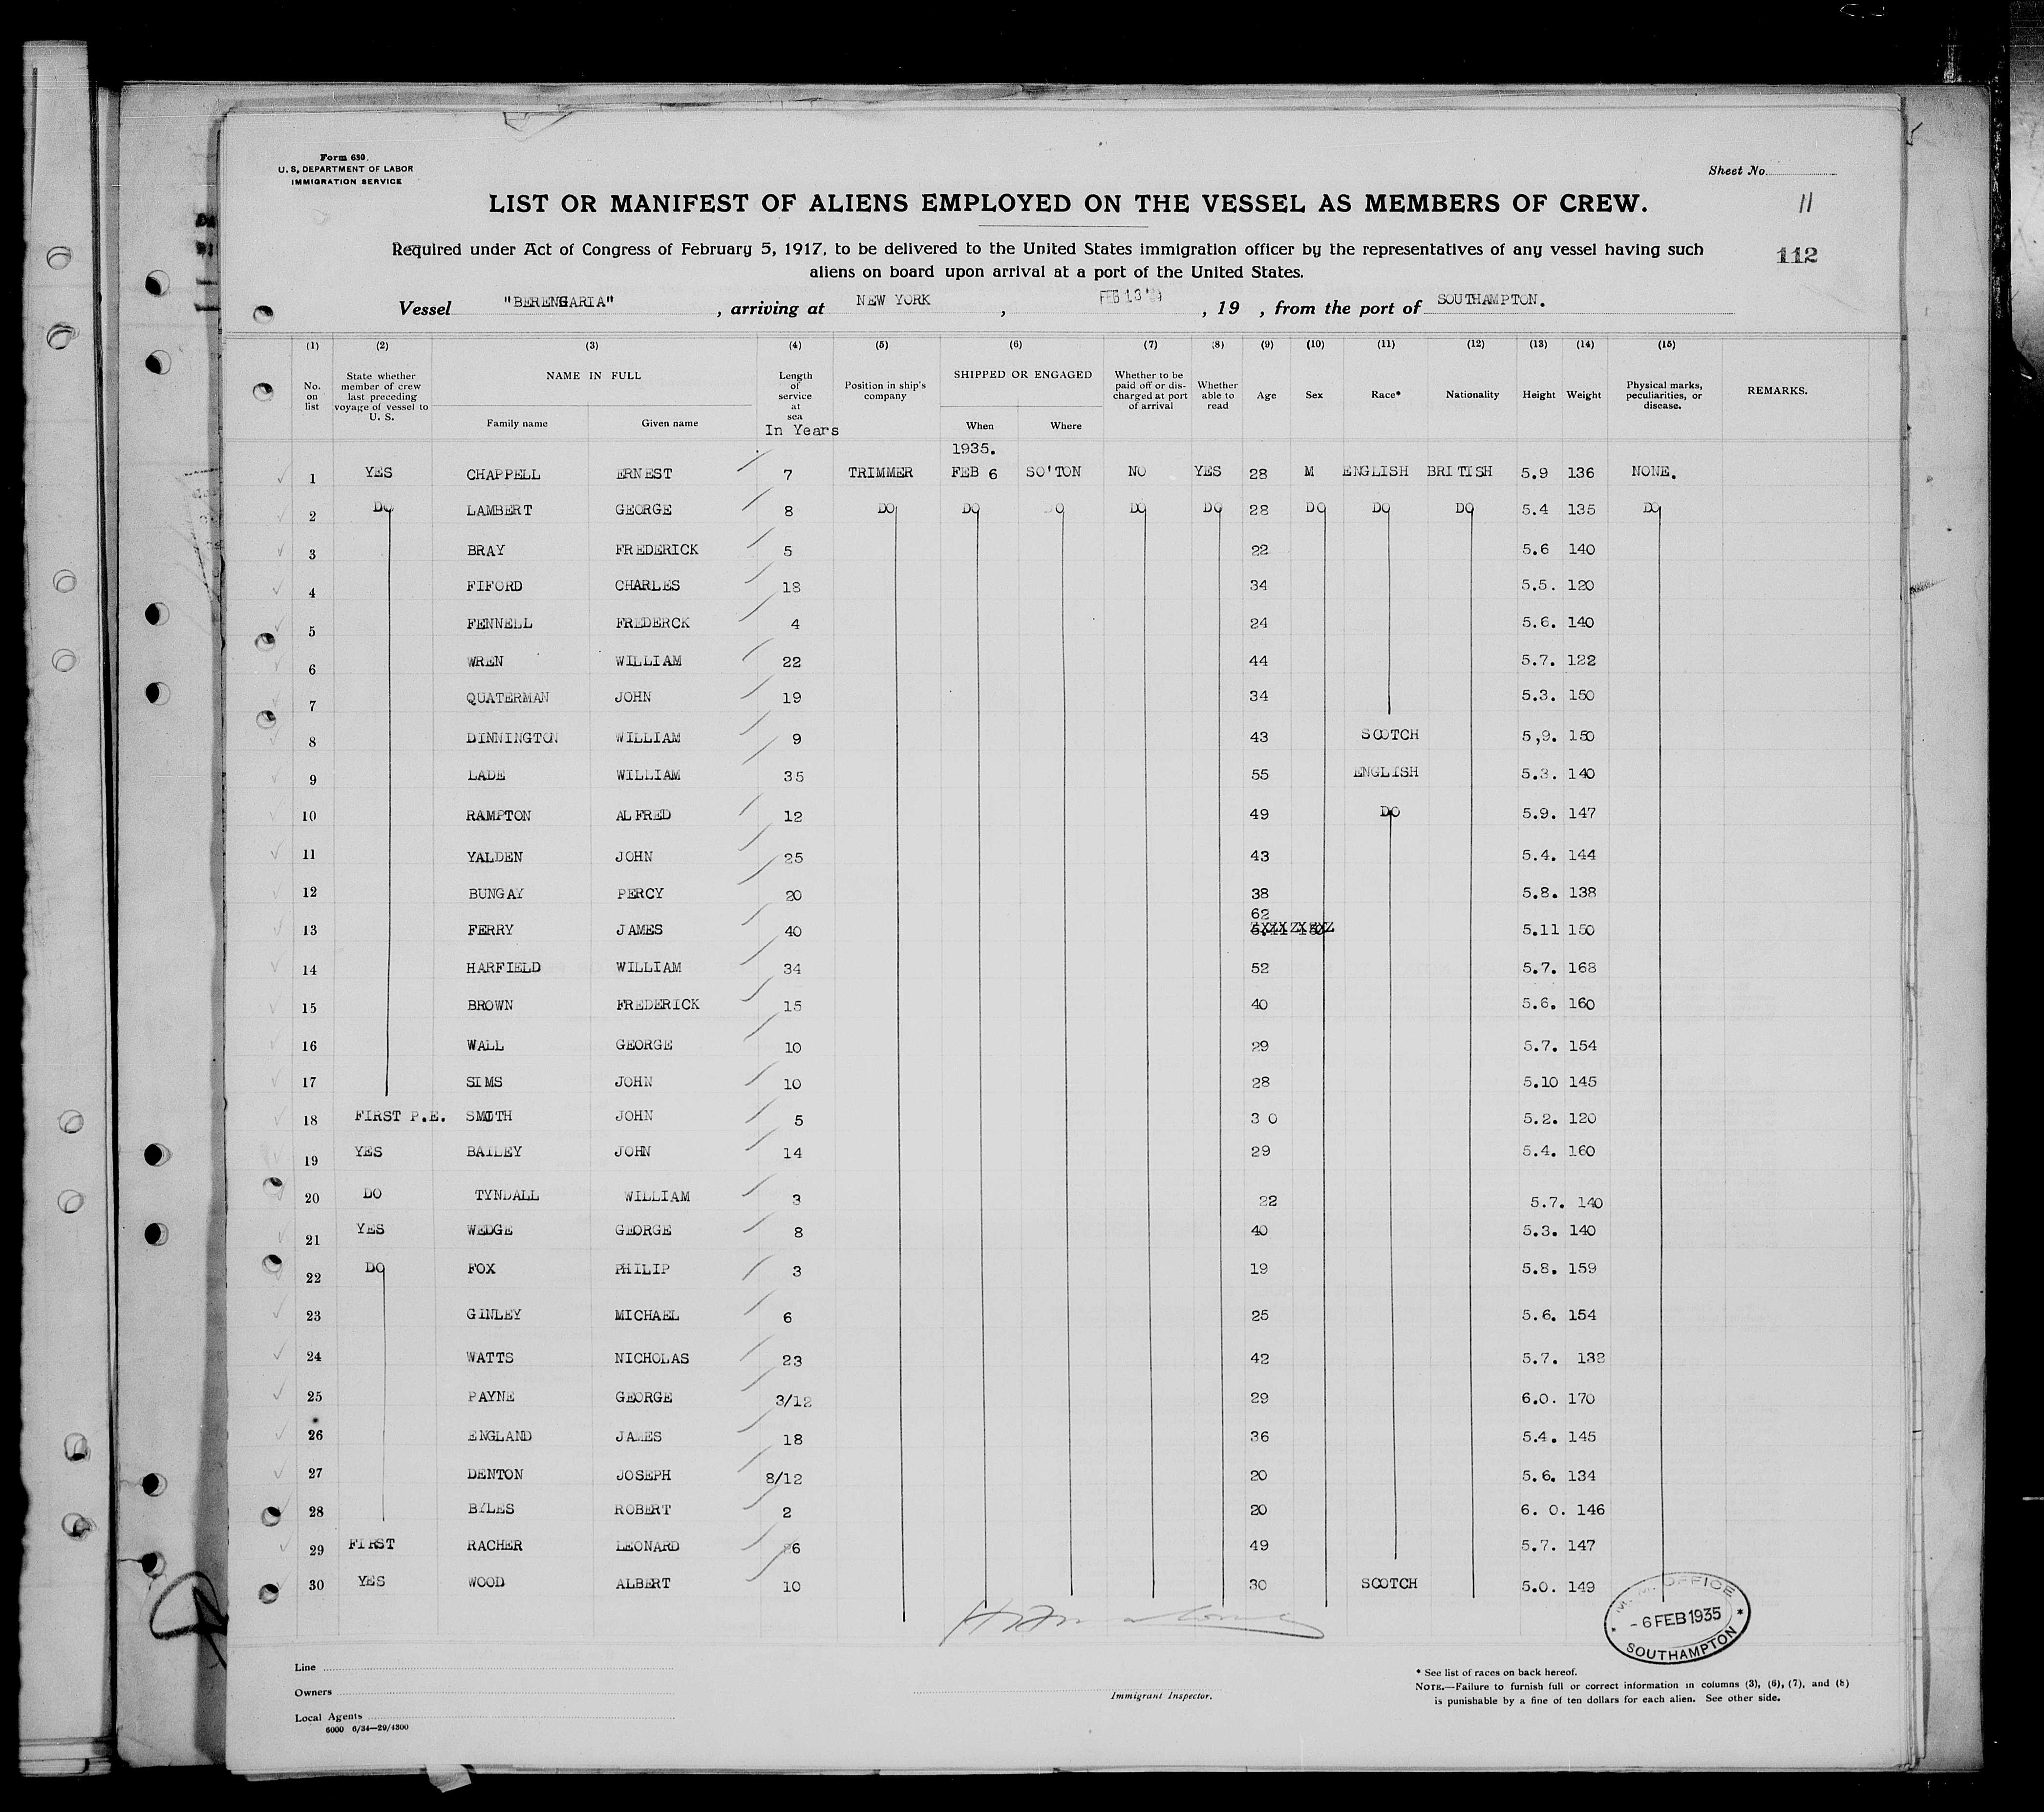 Form 680.
U. S. DEPARTMENT OF LABOR
IMMIGRATION SERVICE
Sheet No.
LIST OR MANIFEST OF ALIENS EMPLOYED ON THE VESSEL AS MEMBERS OF CREW.
11
Required under Act of Congress of February 5, 1917, to be delivered to the United States immigration officer by the representatives of any vessel having such
112
aliens on board upon arrival at a port of the United States.
Vessel "BERENGARIA" , arriving at NEW YORK , FEB 13 , 19 , from the port of SOUTHAMPTON.
(1) (2) (3) (4) (5) (6) (7) (8) (9) (10) (11) (12) (13) (14) (15)
No. on list State whether member of crew last preceding voyage of vessel to U. S. NAME IN FULL Family name Given name Length of service at sea In Years Position in ship's company SHIPPED OR ENGAGED When Where Whether to be paid off or discharged at port of arrival Whether able to read Age Sex Race* Nationality Height Weight Physical marks, peculiarities, or disease. REMARKS.
1935.
1 YES CHAPPELL ERNEST 7 TRIMMER FEB 6 SO'TON NO YES 28 M ENGLISH BRITISH 5.9 136 NONE.
2 DO LAMBERT GEORGE 8 DO DO DO DO DO 28 DO DO DO 5.4 135 DO
3 BRAY FREDERICK 5 22 5.6 140
4 FIFORD CHARLES 18 34 5.5. 120
5 FENNELL FREDERCK 4 24 5.6. 140
6 WREN WILLIAM 22 44 5.7. 122
7 QUATERMAN JOHN 19 34 5.3. 150
8 DINNINGTON WILLIAM 9 43 SCOTCH 5,9. 150
9 LADE WILLIAM 35 55 ENGLISH 5.3. 140
10 RAMPTON ALFRED 12 49 DO 5.9. 147
11 YALDEN JOHN 25 43 5.4. 144
12 BUNGAY PERCY 20 38 5.8. 138
13 FERRY JAMES 40 62 5.11 150
14 HARFIELD WILLIAM 34 52 5.7. 168
15 BROWN FREDERICK 15 40 5.6. 160
16 WALL GEORGE 10 29 5.7. 154
17 SIMS JOHN 10 28 5.10 145
18 FIRST P.E. SMITH JOHN 5 3 0 5.2. 120
19 YES BAILEY JOHN 14 29 5.4. 160
20 DO TYNDALL WILLIAM 3 22 5.7. 140
21 YES WEDGE GEORGE 8 40 5.3. 140
22 DO FOX PHILIP 3 19 5.8. 159
23 GINLEY MICHAEL 6 25 5.6. 154
24 WATTS NICHOLAS 23 42 5.7. 138
25 PAYNE GEORGE 3/12 29 6.0. 170
26 ENGLAND JAMES 18 36 5.4. 145
27 DENTON JOSEPH 8/12 20 5.6. 134
28 BYLES ROBERT 2 20 6. 0. 146
29 FIRST RACHER LEONARD 6 49 5.7. 147
30 YES WOOD ALBERT 10 30 SCOTCH 5.0. 149
M.M. OFFICE
- 6 FEB 1935
* SOUTHAMPTON *
Line
Owners
Local Agents
6000 6/34—29/4300
Immigrant Inspector.
* See list of races on back hereof.
NOTE.—Failure to furnish full or correct information in columns (3), (6), (7), and (8)
is punishable by a fine of ten dollars for each alien. See other side.